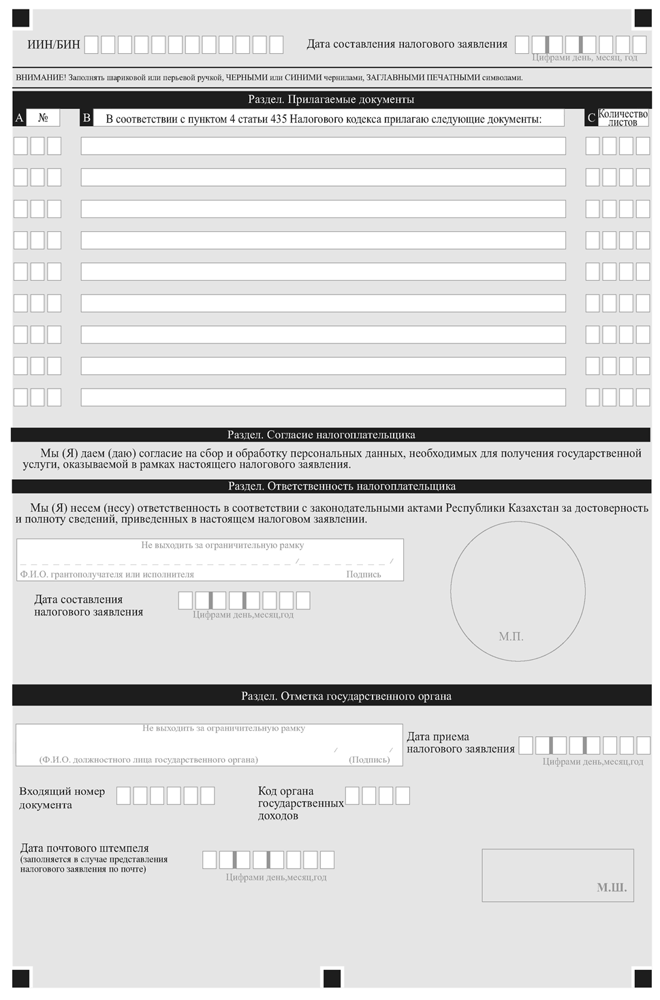 ИИН/БИН
Дата составления налогового заявления
Цифрами день, месяц, год
ВНИМАНИЕ! Заполнять шариковой или перьевой ручкой, ЧЕРНЫМИ или СИНИМИ чернилами, ЗАГЛАВНЫМИ ПЕЧАТНЫМИ символами.
Раздел. Прилагаемые документы
A № B В соответствии с пунктом 4 статьи 435 Налогового кодекса прилагаю следующие документы: C Количество
листов
Раздел. Согласие налогоплательщика
Мы (Я) даем (даю) согласие на сбор и обработку персональных данных, необходимых для получения государственной
услуги, оказываемой в рамках настоящего налогового заявления.
Раздел. Ответственность налогоплательщика
Мы (Я) несем (несу) ответственность в соответствии с законодательными актами Республики Казахстан за достоверность
и полноту сведений, приведенных в настоящем налоговом заявлении.
Не выходить за ограничительную рамку
_ _ _ _ _ _ _ _ _ _ _ _ _ _ _ _ _ _ _ _ _ _ _ _ _ /_ _ _ _ _ _ _ /
Ф.И.О. грантополучателя или исполнителя Подпись
Дата составления
налогового заявления
Цифрами день,месяц,год
М.П.
Раздел. Отметка государственного органа
Не выходить за ограничительную рамку
/ /
(Ф.И.О. должностного лица государственного органа) (Подпись)
Дата приема
налогового заявления
Цифрами день,месяц,год
Входящий номер
документа
Код органа
государственных
доходов
Дата почтового штемпеля
(заполняется в случае представления
налогового заявления по почте)
Цифрами день,месяц,год
М.Ш.